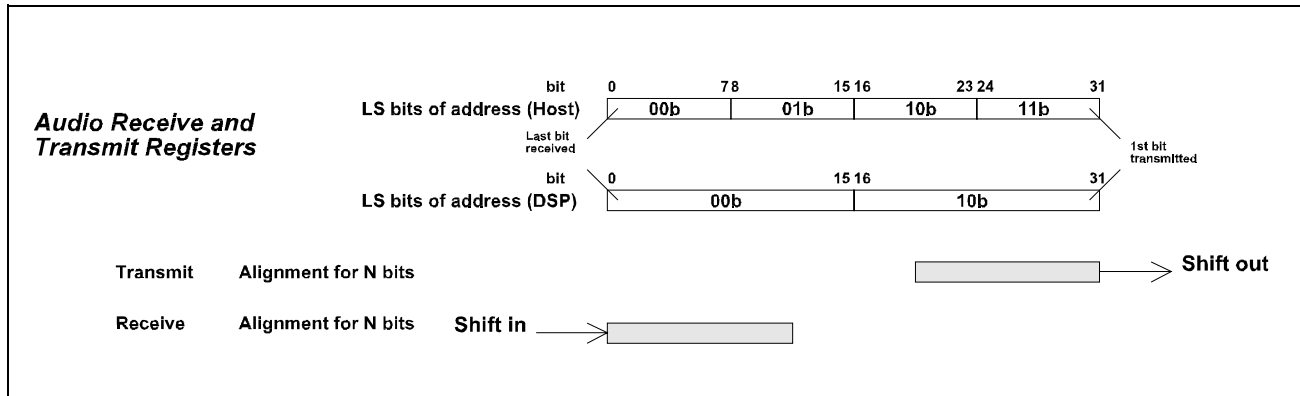 bit 0 7 8 15 16 23 24 31
LS bits of address (Host) 00b 01b 10b 11b
Audio Receive and
Transmit Registers
Last bit
received
1st bit
transmitted
bit 0 15 16 31
LS bits of address (DSP) 00b 10b
Transmit Alignment for N bits Shift out
Receive Alignment for N bits Shift in